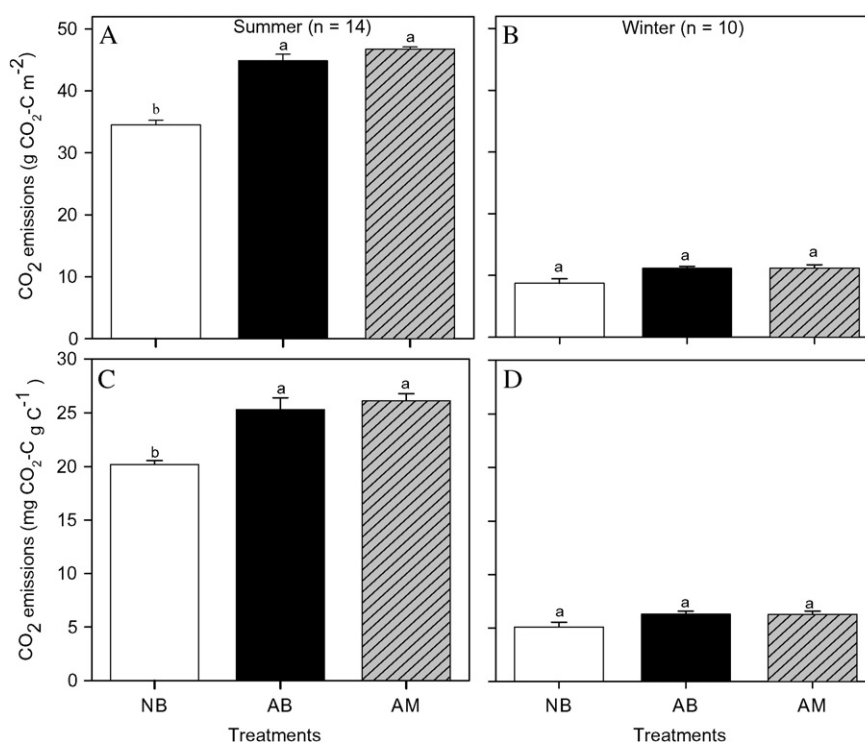 A
Summer (n = 14)
B
Winter (n = 10)
CO₂ emissions (g CO₂-C m⁻²)
50
40
30
20
10
0
b
a
a
a
a
a
C
D
CO₂ emissions (mg CO₂-C g C⁻¹)
30
25
20
15
10
5
0
b
a
a
a
a
a
NB
AB
AM
NB
AB
AM
Treatments
Treatments